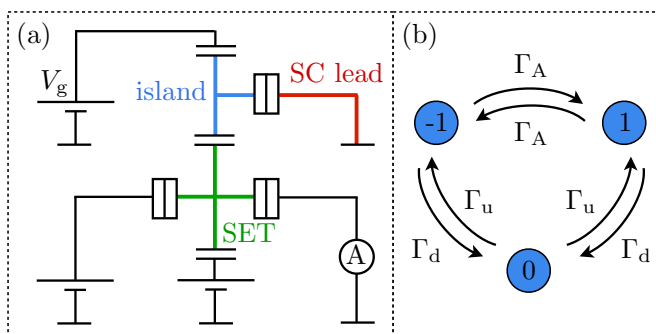 (a)
V_g
island
SC lead
SET
A
(b)
Γ_A
-1
1
Γ_A
Γ_u
Γ_u
Γ_d
Γ_d
0